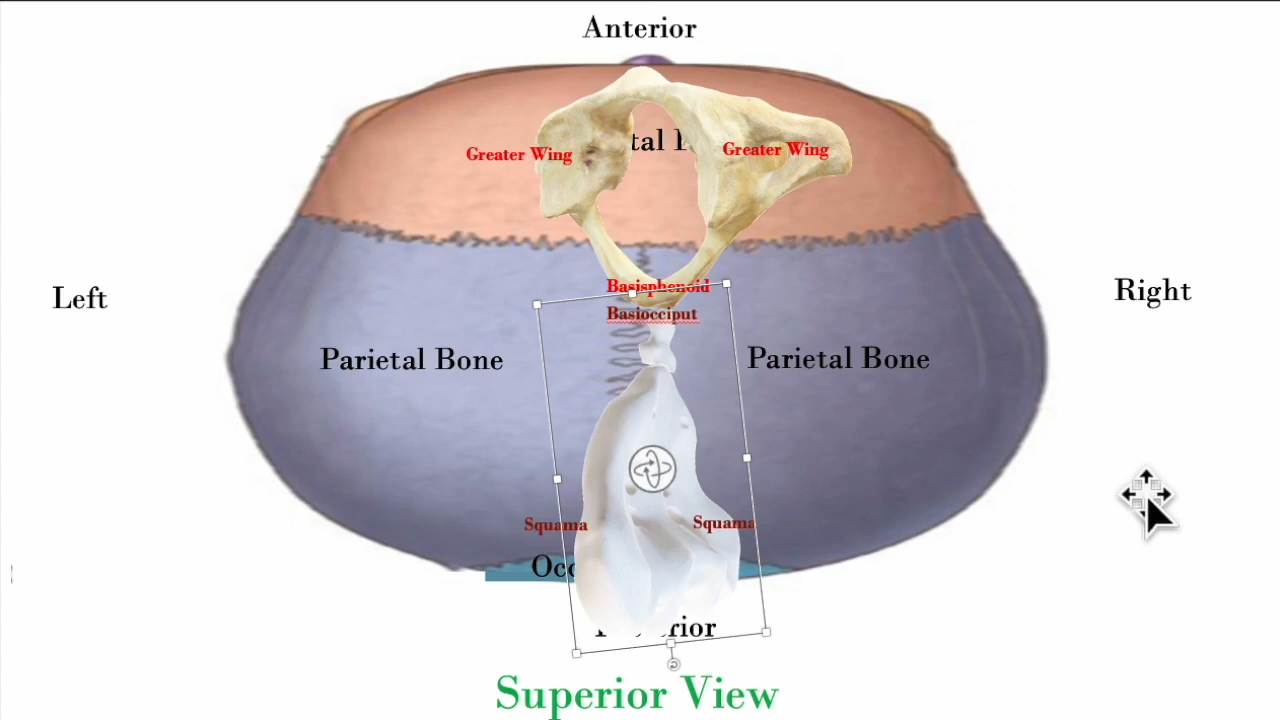 Anterior
tal
Greater Wing
Greater Wing
Left
Right
Basisphenoid
Basiocciput
Parietal Bone
Parietal Bone
Squama
Squama
Occ
rior
Superior View